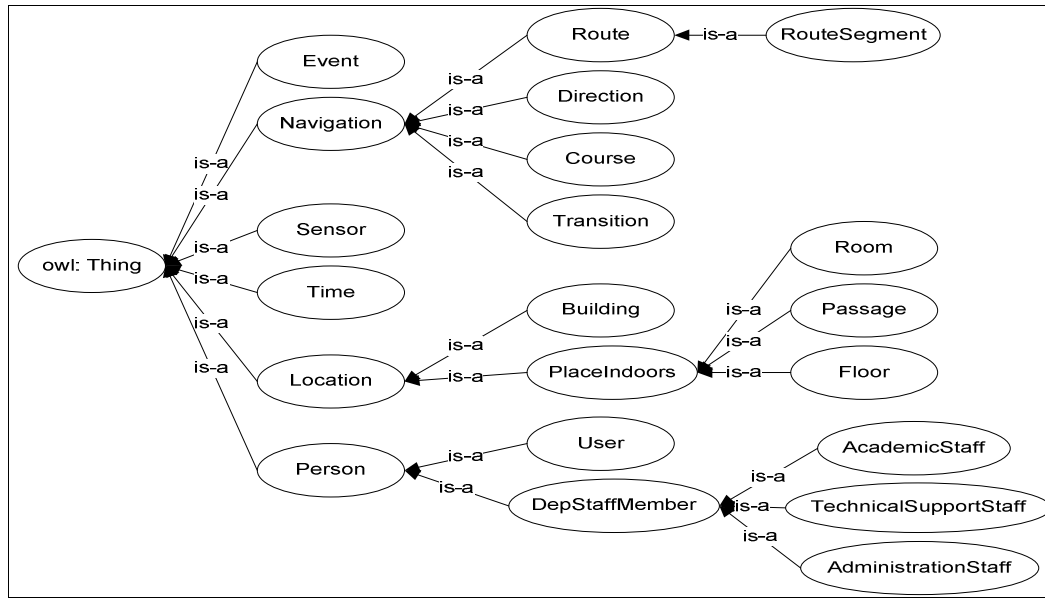 Route
is-a
RouteSegment
Event
is-a
Direction
is-a
Navigation
is-a
Course
is-a
is-a
Transition
is-a
Sensor
is-a
Room
owl: Thing
is-a
Time
Building
is-a
Passage
is-a
is-a
is-a
Location
is-a
PlaceIndoors
is-a
Floor
is-a
User
AcademicStaff
Person
is-a
is-a
is-a
DepStaffMember
is-a
TechnicalSupportStaff
is-a
AdministrationStaff